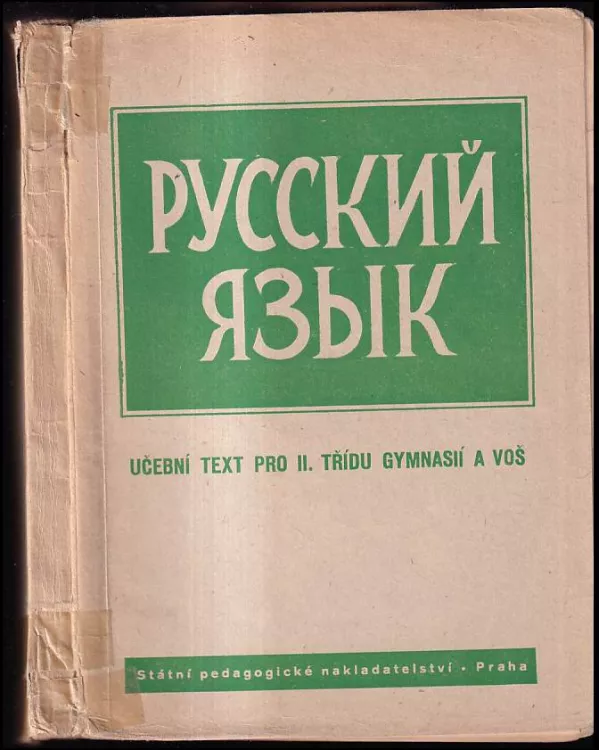 РУССКИЙ
ЯЗЫК
UČEBNÍ TEXT PRO II. TŘÍDU GYMNASIÍ A VOŠ
Státní pedagogické nakladatelství • Praha